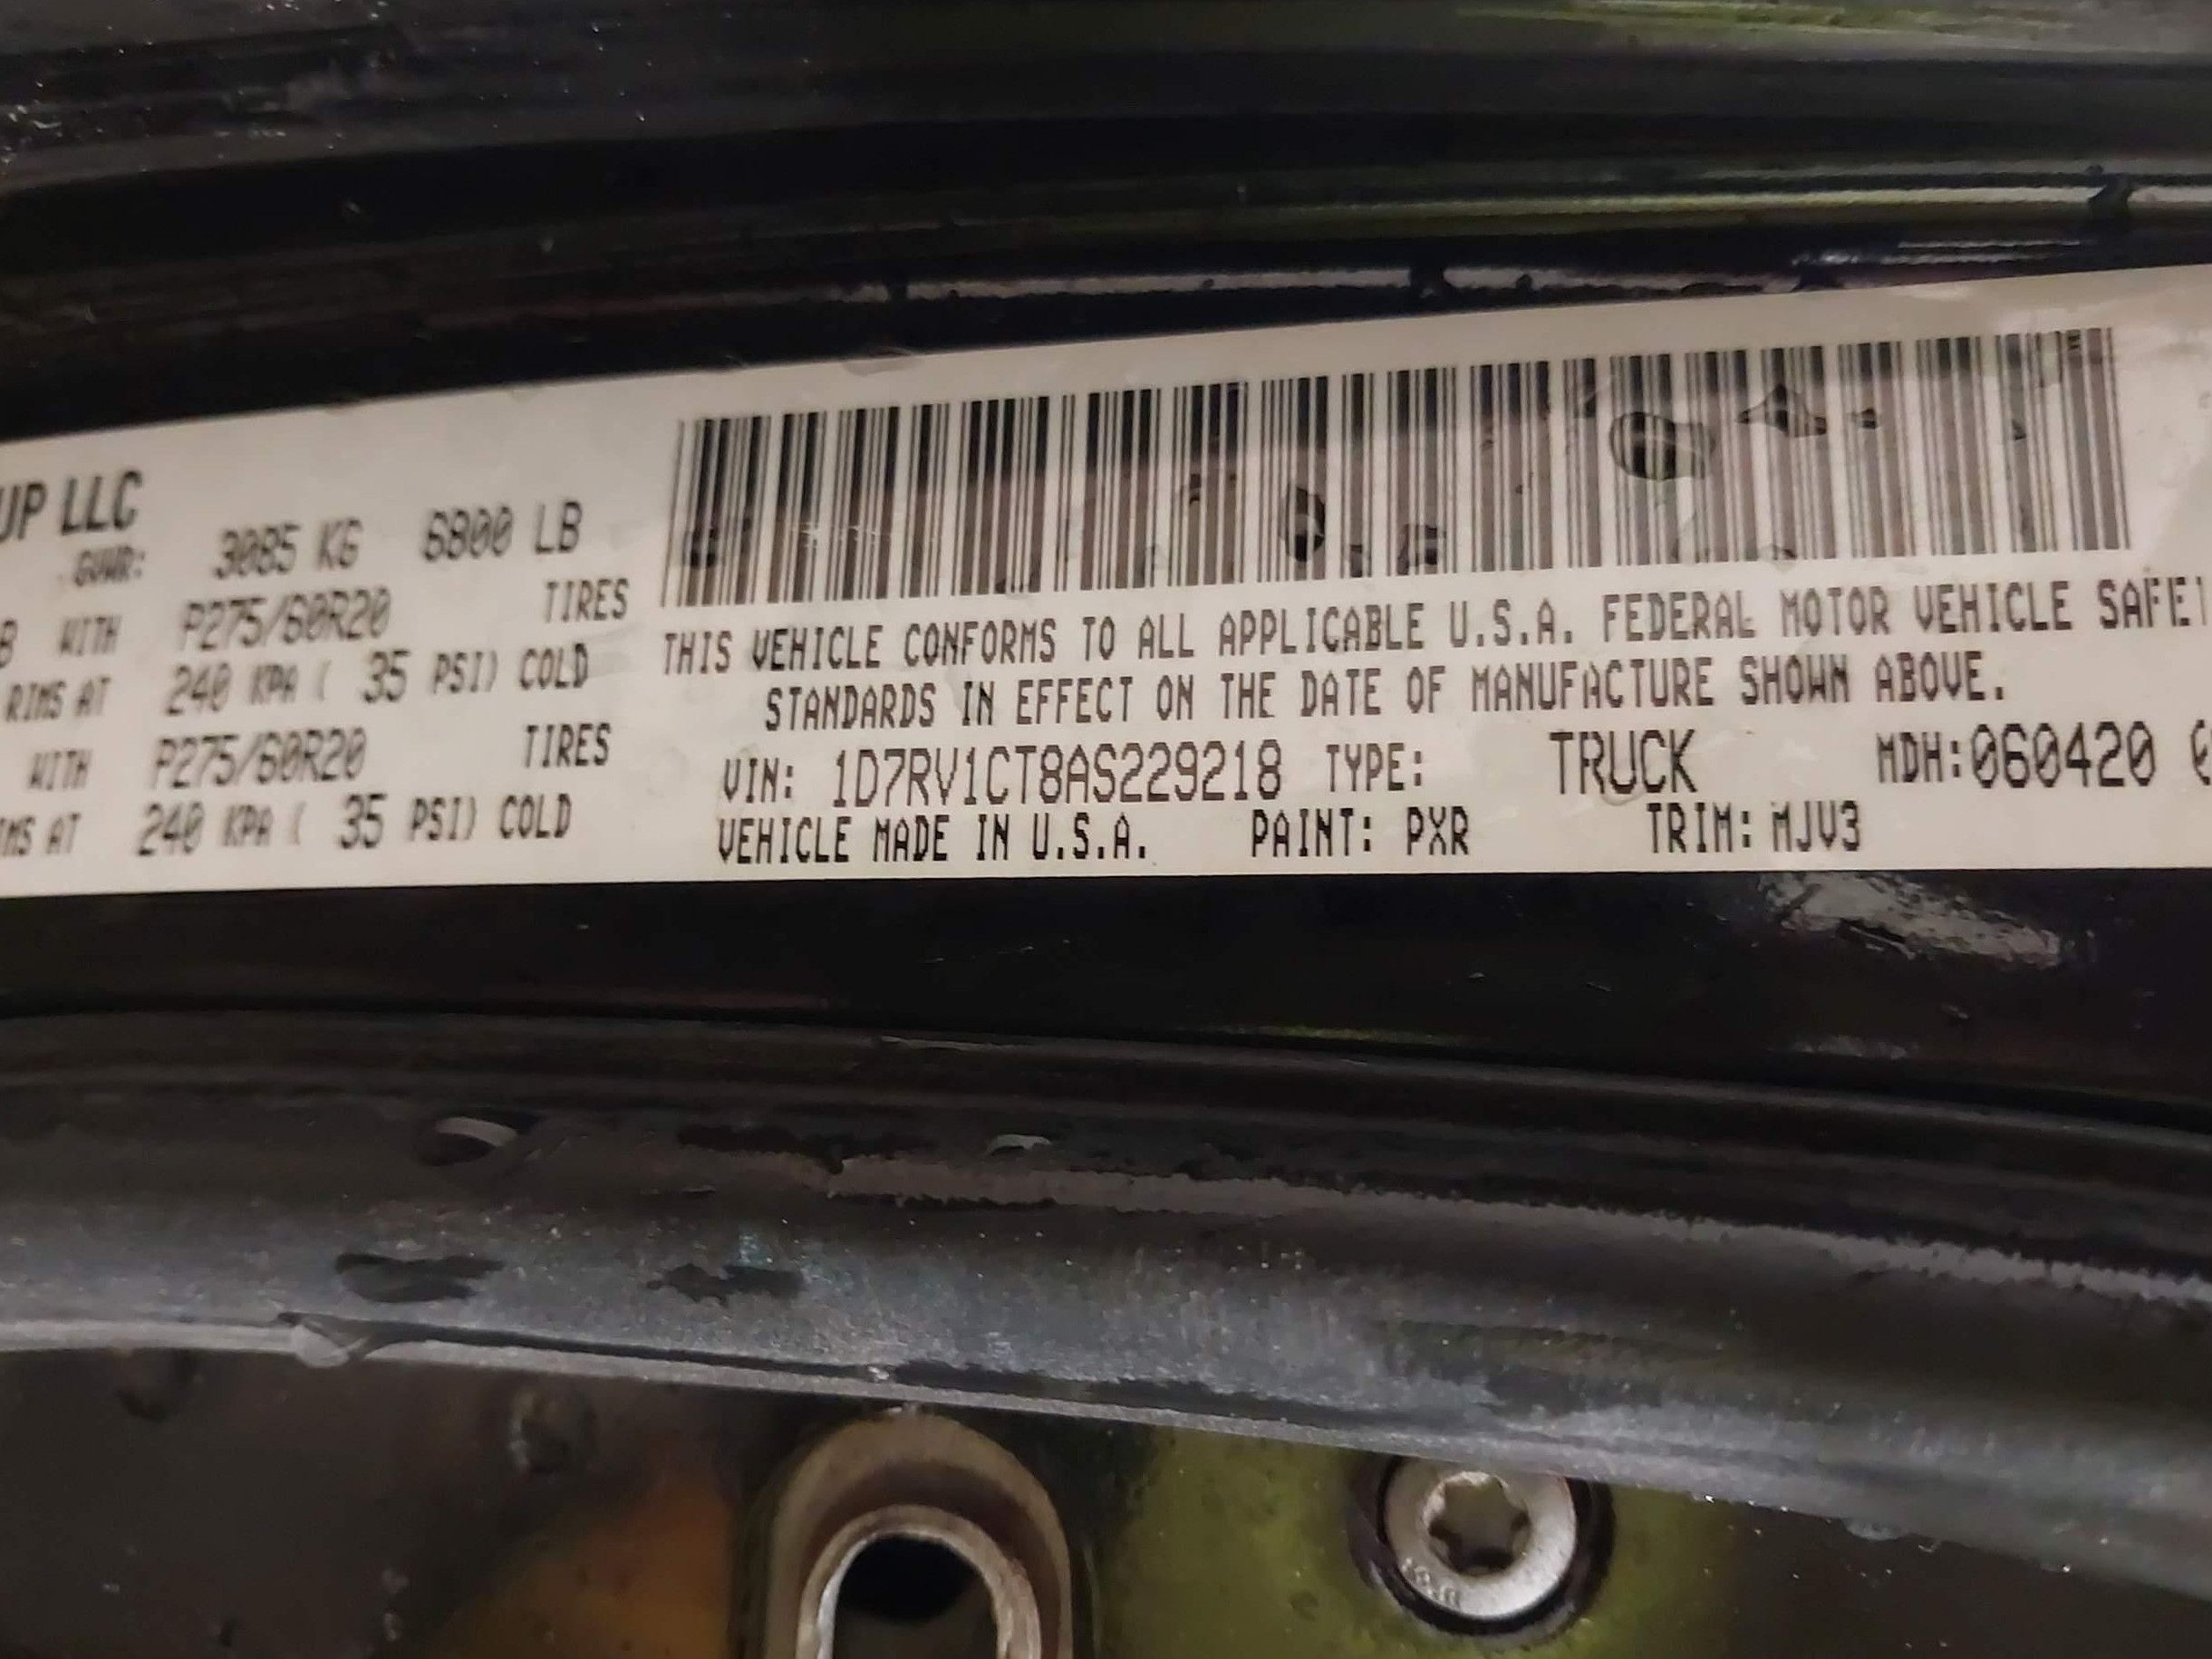 UP LLC
GVWR: 3085 KG 6800 LB
B WITH P275/60R20 TIRES
RIMS AT 240 KPA ( 35 PSI) COLD
WITH P275/60R20 TIRES
IMS AT 240 KPA ( 35 PSI) COLD
THIS VEHICLE CONFORMS TO ALL APPLICABLE U.S.A. FEDERAL MOTOR VEHICLE SAFE
STANDARDS IN EFFECT ON THE DATE OF MANUFACTURE SHOWN ABOVE.
VIN: 1D7RV1CT8AS229218 TYPE: TRUCK MDH:060420
VEHICLE MADE IN U.S.A. PAINT: PXR TRIM: MJV3